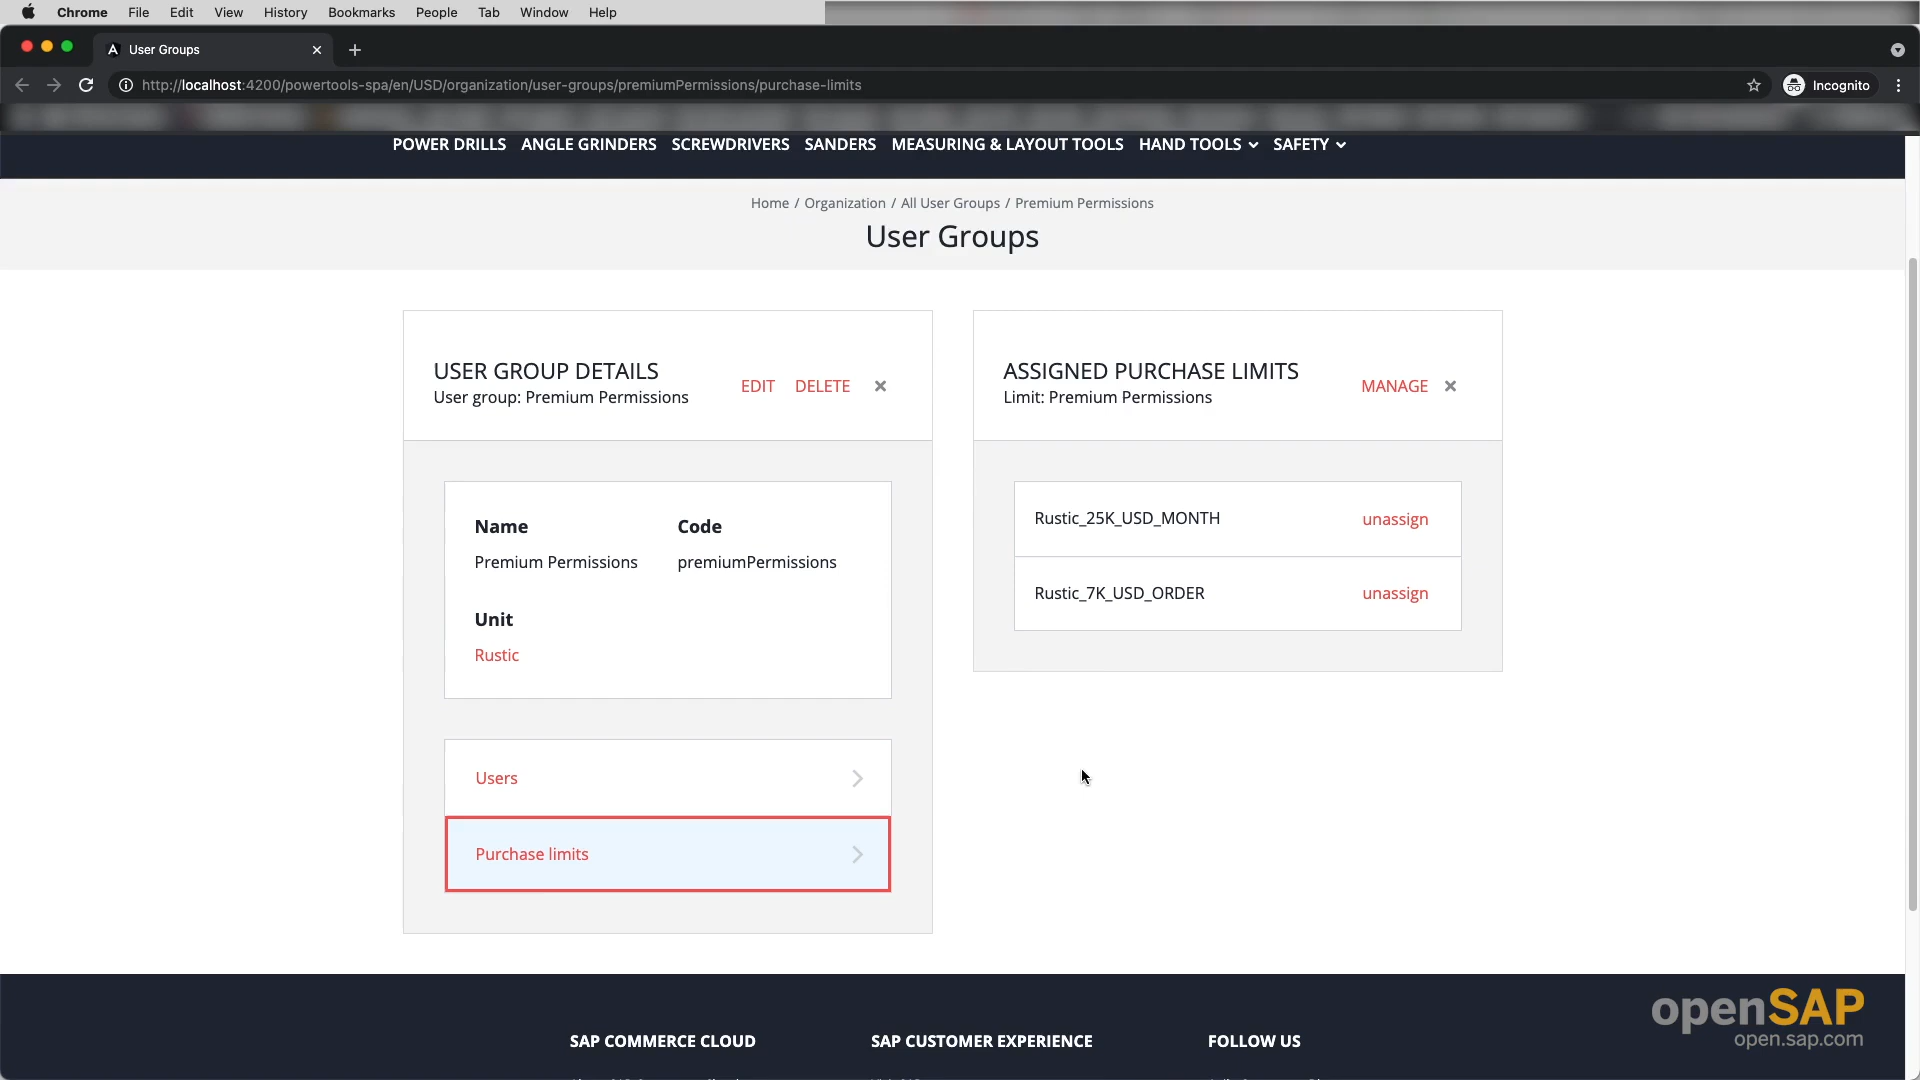 Chrome File Edit View History Bookmarks People Tab Window Help
User Groups
http://localhost:4200/powertools-spa/en/USD/organization/user-groups/premiumPermissions/purchase-limits
Incognito
POWER DRILLS ANGLE GRINDERS SCREWDRIVERS SANDERS MEASURING & LAYOUT TOOLS HAND TOOLS SAFETY
Home / Organization / All User Groups / Premium Permissions
User Groups
USER GROUP DETAILS
User group: Premium Permissions
EDIT DELETE
Name Code
Premium Permissions premiumPermissions
Unit
Rustic
Users
Purchase limits
ASSIGNED PURCHASE LIMITS
Limit: Premium Permissions
MANAGE
Rustic_25K_USD_MONTH unassign
Rustic_7K_USD_ORDER unassign
SAP COMMERCE CLOUD SAP CUSTOMER EXPERIENCE FOLLOW US
openSAP
open.sap.com